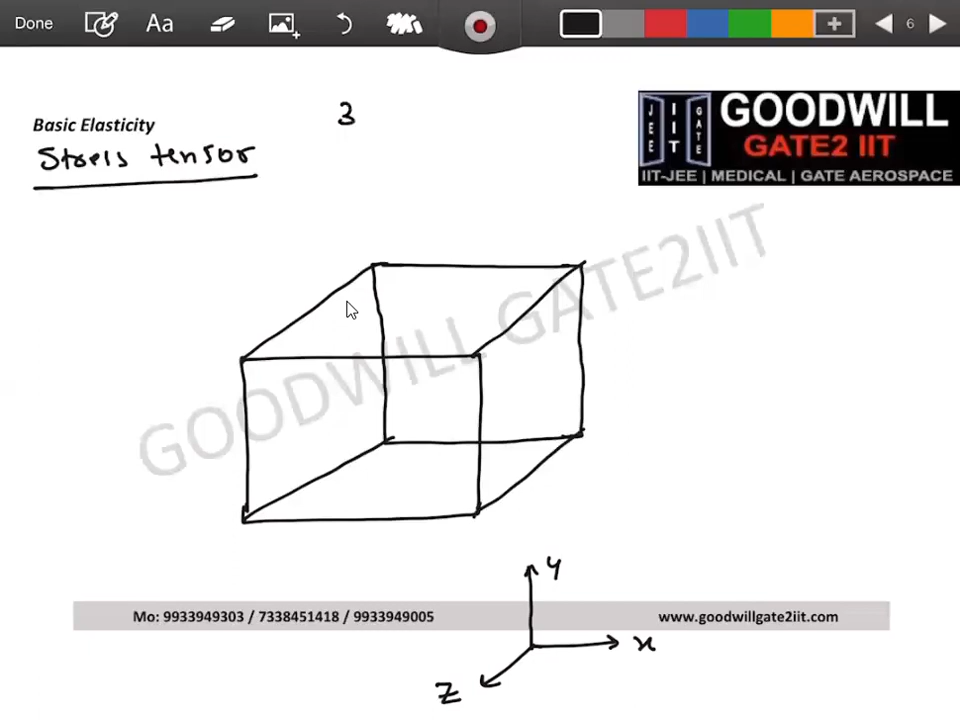 Done Aa 6
3
Basic Elasticity
Stress tensor
JEE IIT GATE
GOODWILL
GATE2 IIT
IIT-JEE | MEDICAL | GATE AEROSPACE
GOODWILL GATE2IIT
y
Mo: 9933949303 / 7338451418 / 9933949005 www.goodwillgate2iit.com
x
z